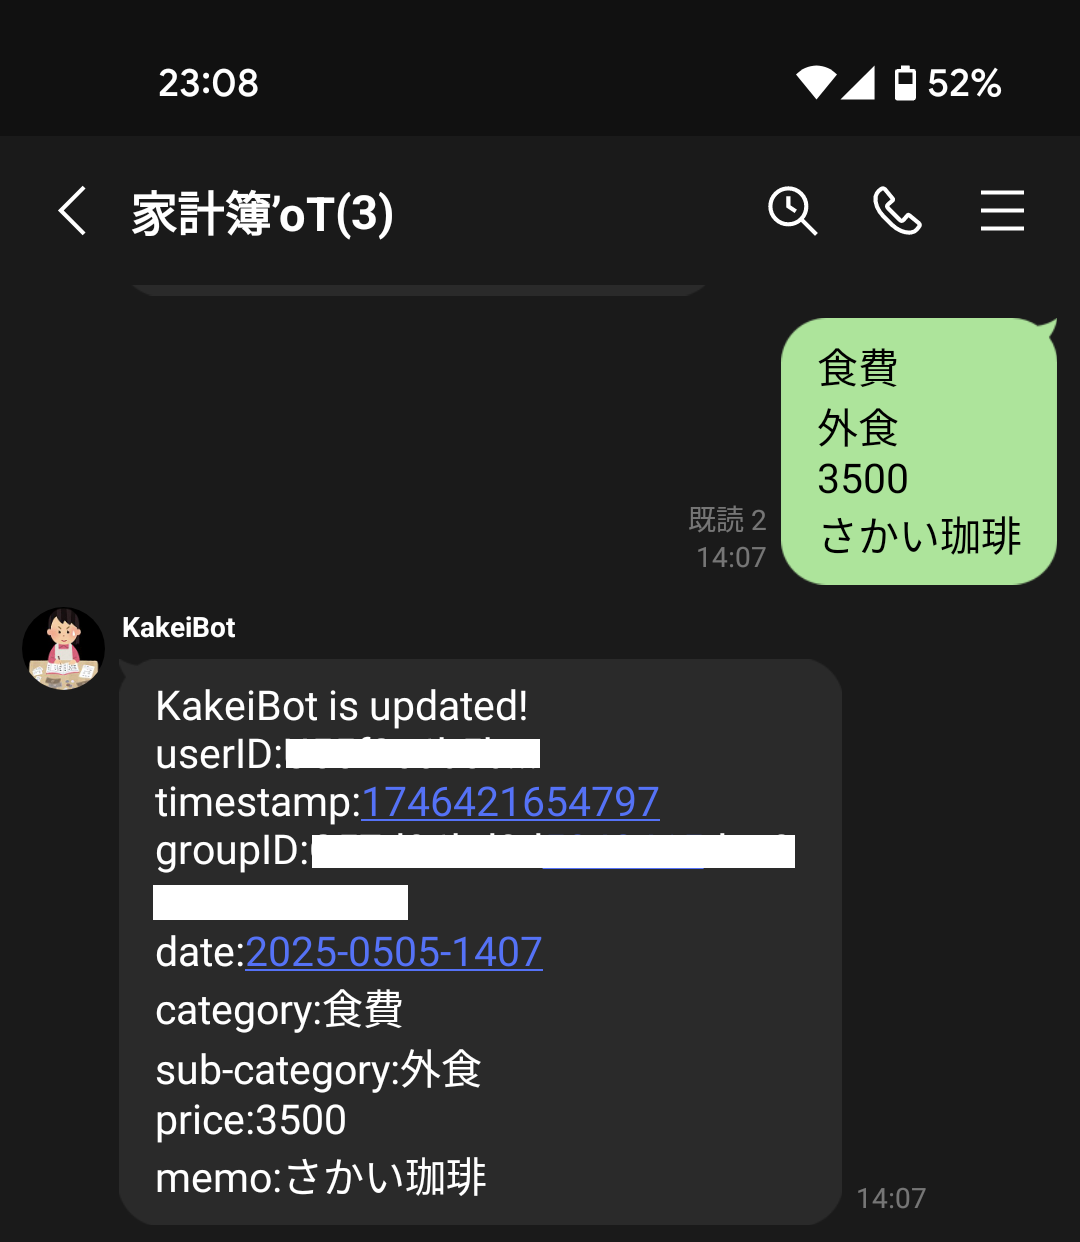 23:08
52%
家計簿’oT(3)
食費
外食
3500
さかい珈琲
既読 2
14:07
KakeiBot
KakeiBot is updated!
userID:
timestamp:1746421654797
groupID:
date:2025-0505-1407
category:食費
sub-category:外食
price:3500
memo:さかい珈琲
14:07